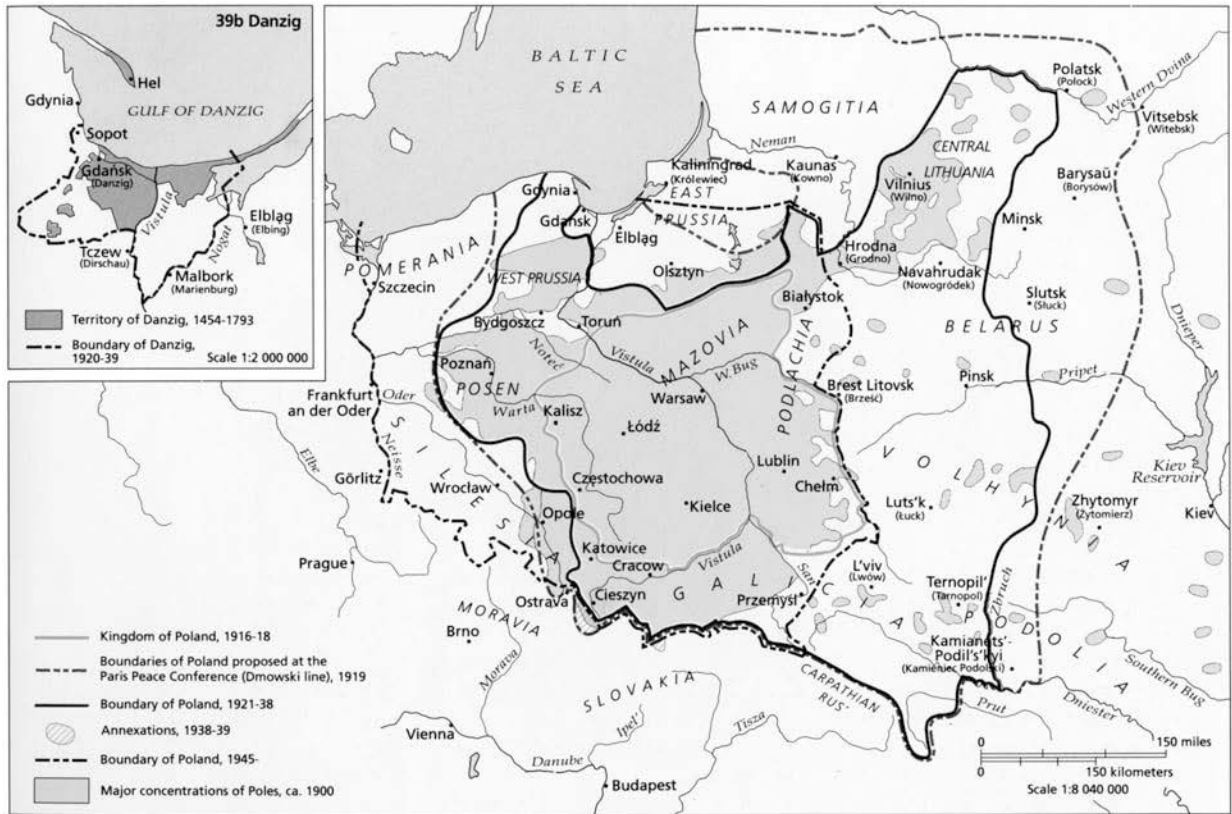 39b Danzig
Hel
Gdynia
GULF OF DANZIG
Sopot
Gdańsk
(Danzig)
Vistula
Nogat
Elbląg
(Elbing)
Tczew
(Dirschau)
Malbork
(Marienburg)
Territory of Danzig, 1454-1793
Boundary of Danzig,
1920-39
Scale 1:2 000 000
BALTIC
SEA
SAMOGITIA
Polatsk
(Połock)
Western Dvina
Vitsebsk
(Witebsk)
Neman
Kaliningrad
(Królewiec)
Kaunas
(Kowno)
CENTRAL
LITHUANIA
Vilnius
(Wilno)
Barysaŭ
(Borysów)
EAST
PRUSSIA
Gdynia
Gdańsk
Elbląg
Olsztyn
Minsk
Hrodna
(Grodno)
Navahrudak
(Nowogródek)
POMERANIA
Szczecin
WEST PRUSSIA
Białystok
Slutsk
(Słuck)
Dnieper
Bydgoszcz
Toruń
BELARUS
Noteć
Vistula
MAZOVIA
W. Bug
PODLACHIA
Poznań
POSEN
Warta
Warsaw
Brest Litovsk
(Brześć)
Pinsk
Pripet
Frankfurt
an der Oder
Oder
Kalisz
Łódź
SILESIA
Neisse
Elbe
Görlitz
Wrocław
Częstochowa
Lublin
Chełm
VOLHYNIA
Kiev
Reservoir
Kielce
Luts'k
(Łuck)
Zhytomyr
(Żytomierz)
Kiev
Opole
Prague
Katowice
Cracow
Vistula
San
L'viv
(Lwów)
Ternopil'
(Tarnopol)
Zbruch
Ostrava
Cieszyn
GALICIA
Przemyśl
PODOLIA
MORAVIA
Brno
Morava
Kamianets'-
Podil's'kyi
(Kamieniec Podolski)
Southern Bug
CARPATHIAN
RUS'
SLOVAKIA
Prut
Dniester
Ipel'
Tisza
Vienna
Danube
Budapest
Kingdom of Poland, 1916-18
Boundaries of Poland proposed at the
Paris Peace Conference (Dmowski line), 1919
Boundary of Poland, 1921-38
Annexations, 1938-39
Boundary of Poland, 1945-
Major concentrations of Poles, ca. 1900
0 150 miles
0 150 kilometers
Scale 1:8 040 000